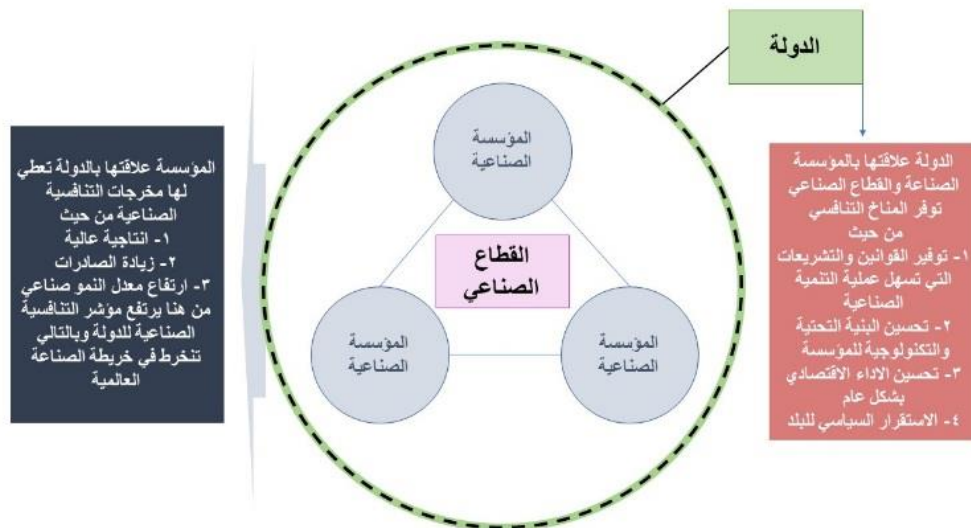 الدولة
الدولة علاقتها بالمؤسسة
الصناعة والقطاع الصناعي
توفر المناخ التنافسي
من حيث
١- توفير القوانين والتشريعات
التي تسهل عملية التنمية
الصناعية
٢- تحسين البنية التحتية
والتكنولوجية للمؤسسة
٣- تحسين الاداء الاقتصادي
بشكل عام
٤- الاستقرار السياسي للبلد
المؤسسة
الصناعية
القطاع
الصناعي
المؤسسة
الصناعية
المؤسسة
الصناعية
المؤسسة علاقتها بالدولة تعطي
لها مخرجات التنافسية
الصناعية من حيث
١- انتاجية عالية
٢- زيادة الصادرات
٣- ارتفاع معدل النمو صناعي
من هنا يرتفع مؤشر التنافسية
الصناعية للدولة وبالتالي
تنخرط في خريطة الصناعة
العالمية